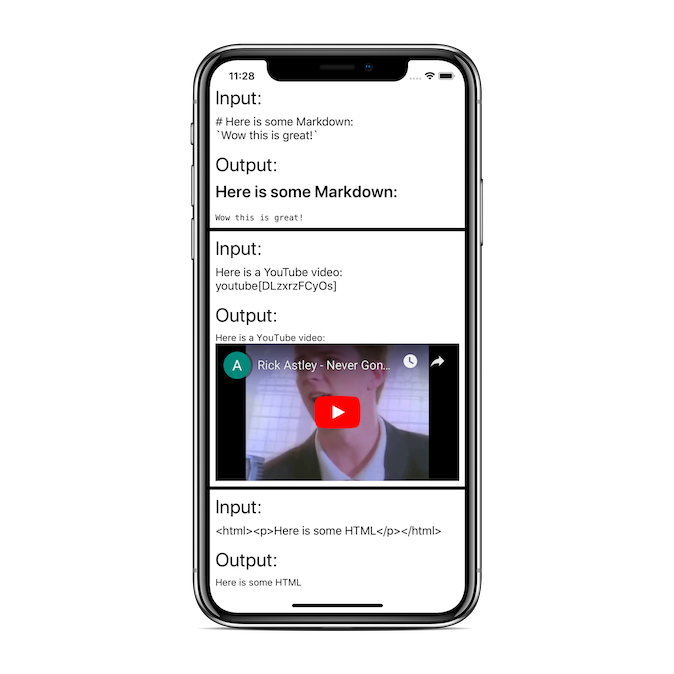 11:28
Input:
# Here is some Markdown:
`Wow this is great!`
Output:
Here is some Markdown:
Wow this is great!
Input:
Here is a YouTube video:
youtube[DLzxrzFCyOs]
Output:
Here is a YouTube video:
A Rick Astley - Never Gon...
Input:
<html><p>Here is some HTML</p></html>
Output:
Here is some HTML